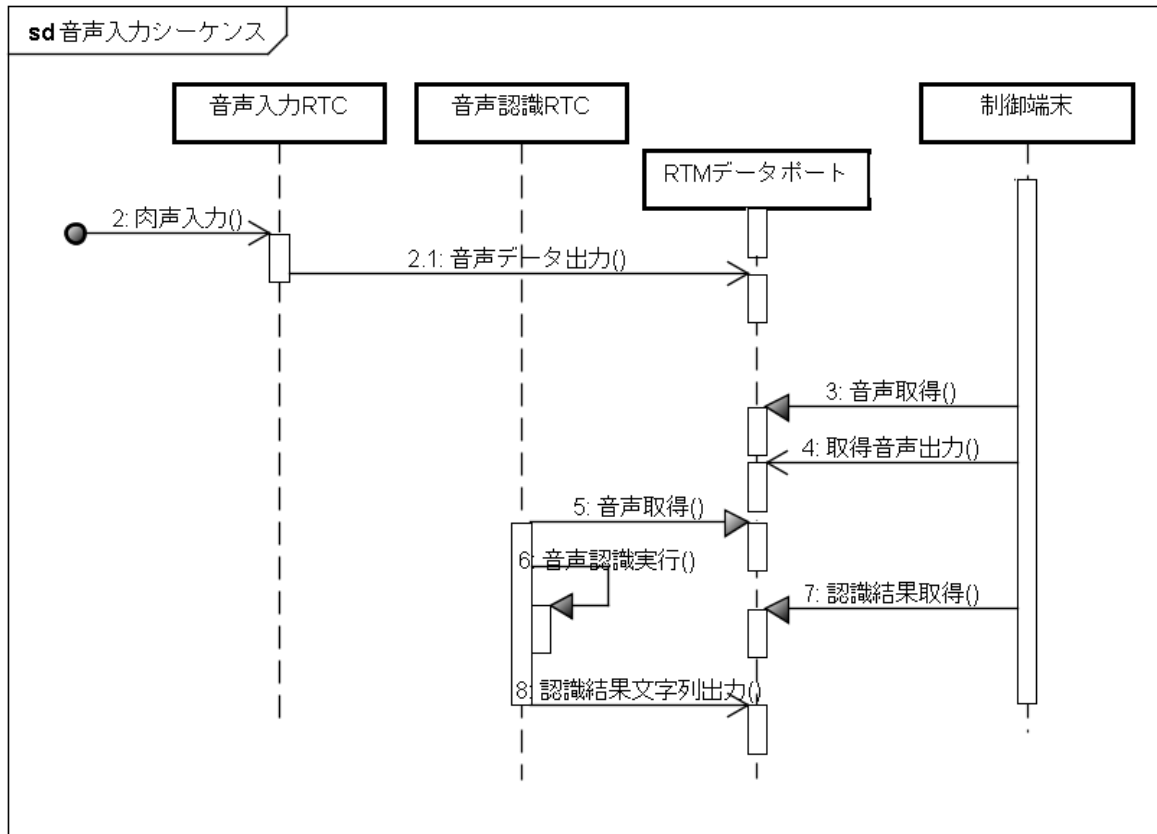 sd 音声入力シーケンス
音声入力RTC
音声認識RTC
制御端末
RTMデータポート
2: 肉声入力()
2.1: 音声データ出力()
3: 音声取得()
4: 取得音声出力()
5: 音声取得()
6: 音声認識実行()
7: 認識結果取得()
8: 認識結果文字列出力()